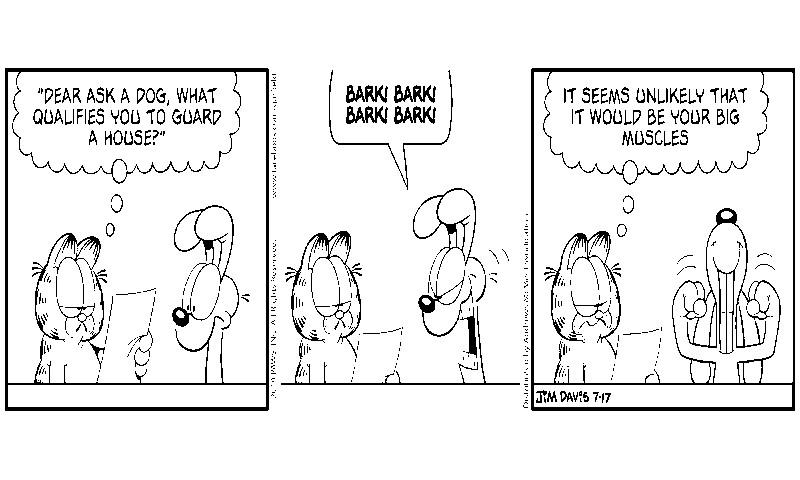 "DEAR ASK A DOG, WHAT
QUALIFIES YOU TO GUARD
A HOUSE?"
BARK! BARK!
BARK! BARK!
IT SEEMS UNLIKELY THAT
IT WOULD BE YOUR BIG
MUSCLES
JIM DAVIS 7-17